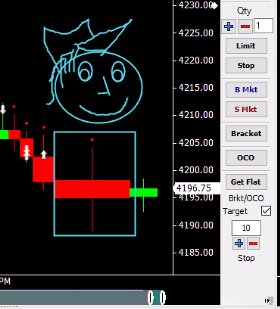 4230.00
Qty
1
4225.00
Limit
4220.00
Stop
4215.00
B Mkt
4210.00
S Mkt
4205.00
Bracket
4200.00
OCO
4196.75
Get Flat
4195.00
Brkt/OCO
4190.00
Target
10
4185.00
Stop
PM